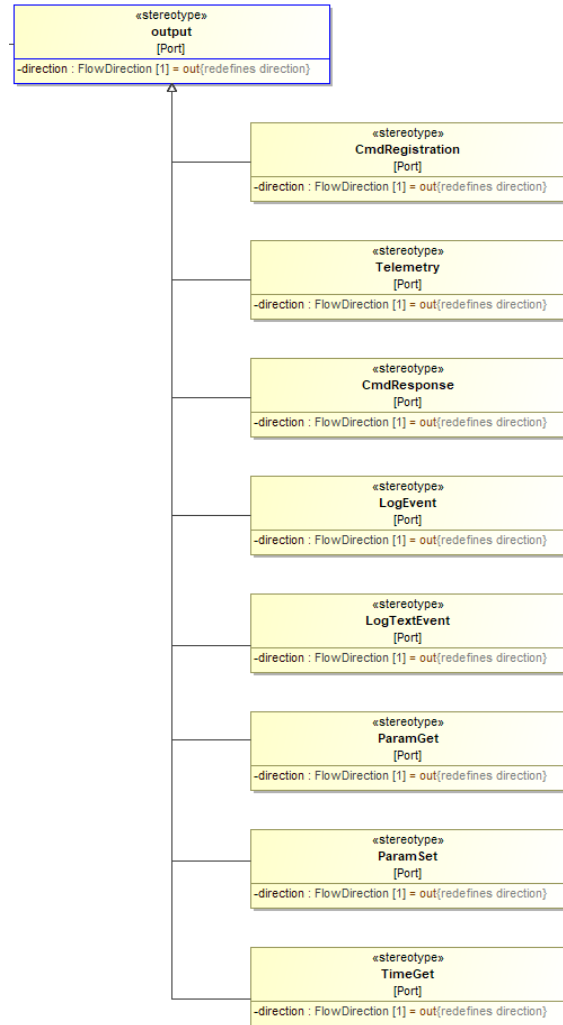 «stereotype»
output
[Port]
-direction : FlowDirection [1] = out{redefines direction}
«stereotype»
CmdRegistration
[Port]
-direction : FlowDirection [1] = out{redefines direction}
«stereotype»
Telemetry
[Port]
-direction : FlowDirection [1] = out{redefines direction}
«stereotype»
CmdResponse
[Port]
-direction : FlowDirection [1] = out{redefines direction}
«stereotype»
LogEvent
[Port]
-direction : FlowDirection [1] = out{redefines direction}
«stereotype»
LogTextEvent
[Port]
-direction : FlowDirection [1] = out{redefines direction}
«stereotype»
ParamGet
[Port]
-direction : FlowDirection [1] = out{redefines direction}
«stereotype»
ParamSet
[Port]
-direction : FlowDirection [1] = out{redefines direction}
«stereotype»
TimeGet
[Port]
-direction : FlowDirection [1] = out{redefines direction}